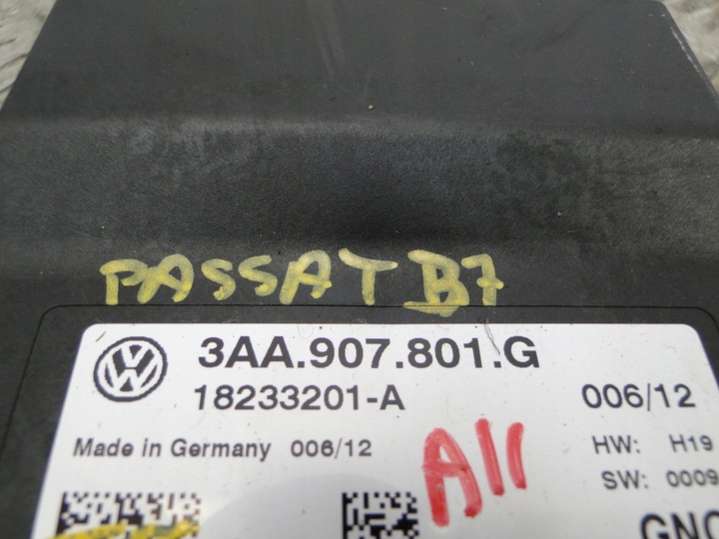 PASSAT B7
3AA.907.801.G
18233201-A 006/12
Made in Germany 006/12 HW: H19
A11 SW: 0009